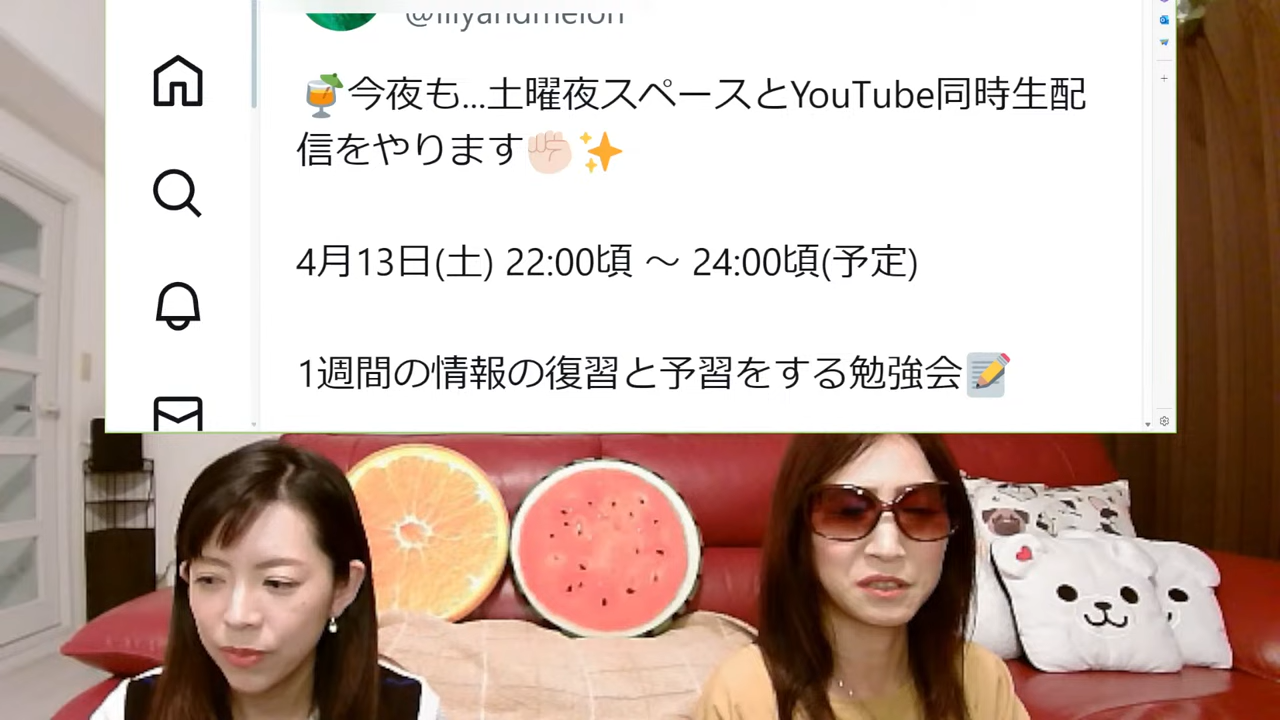 @lilyandmelon
🍹今夜も...土曜夜スペースとYouTube同時生配
信をやります✊🏻✨
4月13日(土) 22:00頃 ～ 24:00頃(予定)
1週間の情報の復習と予習をする勉強会📝